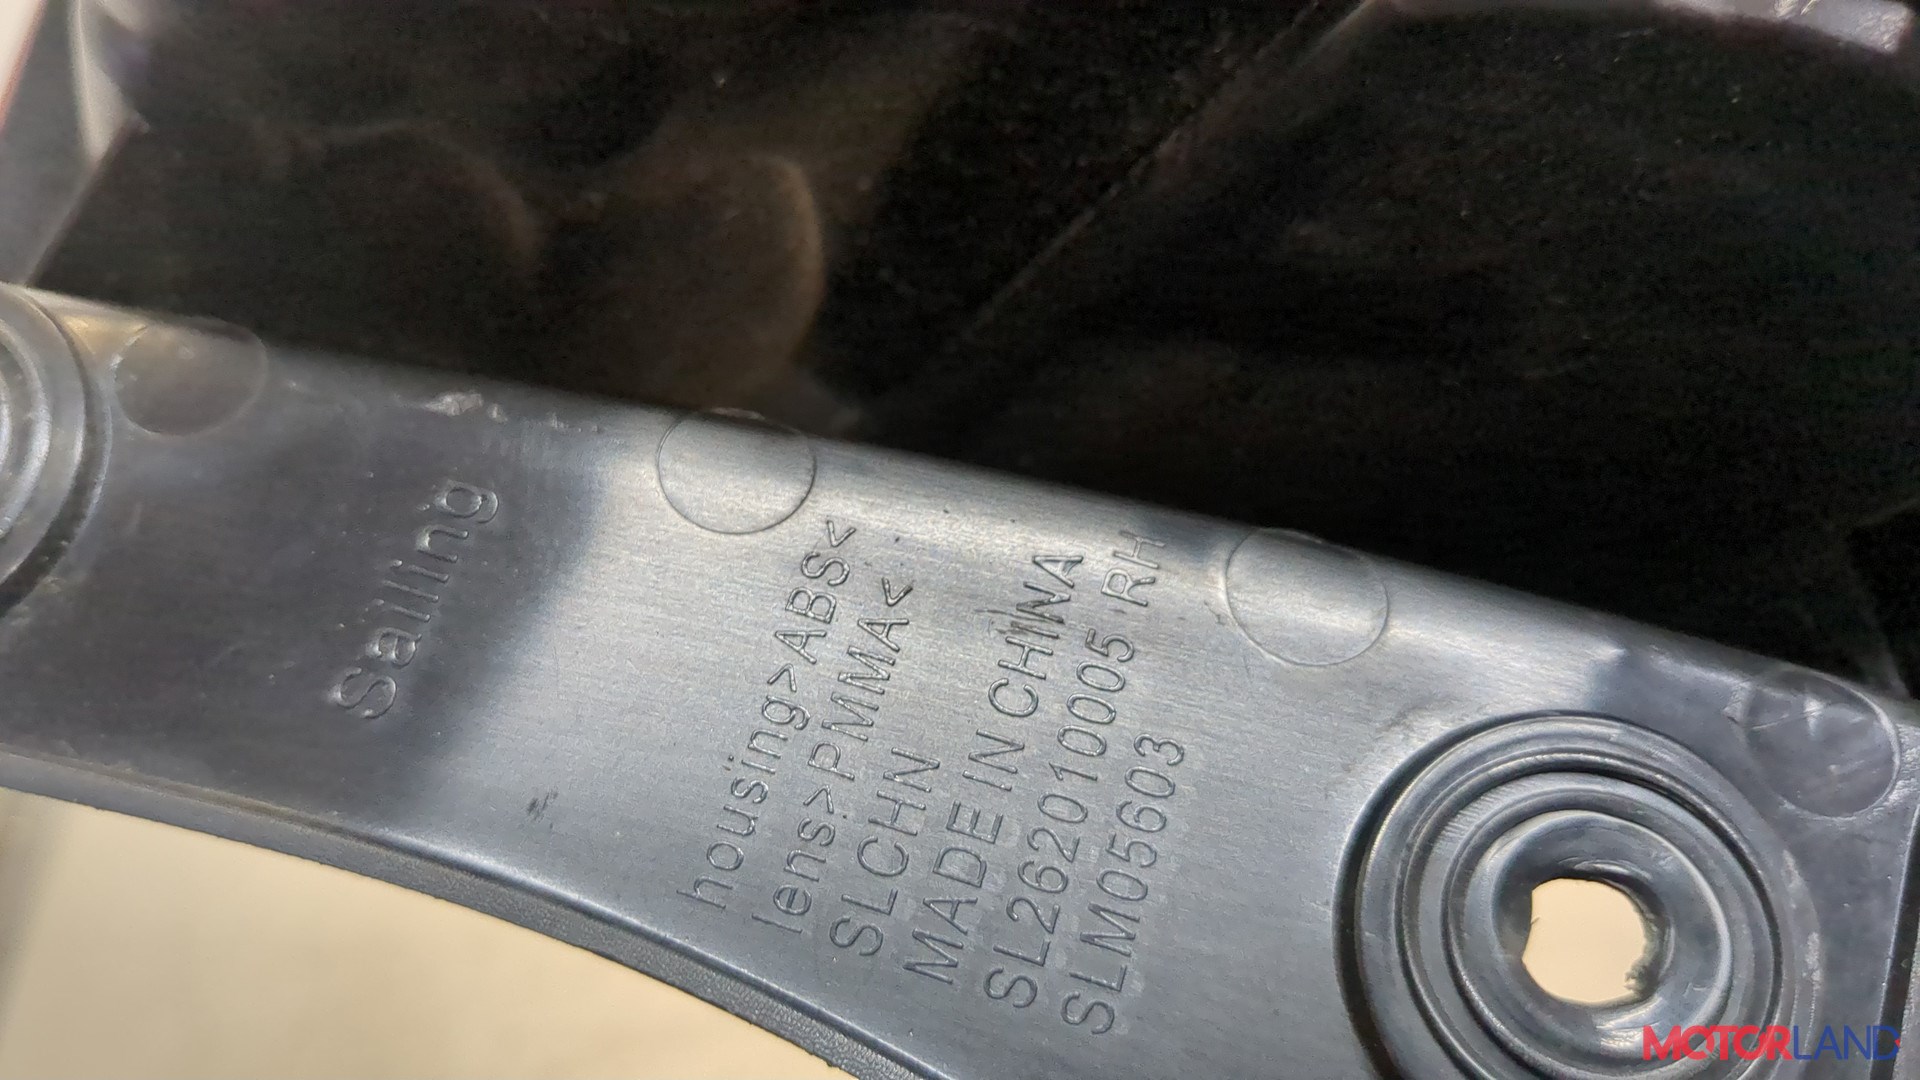 Sailing
housing>ABS<
lens>PMMA<
SLCHN
MADE IN CHINA
SL262010005 RH
SLM05603
MOTORLAND